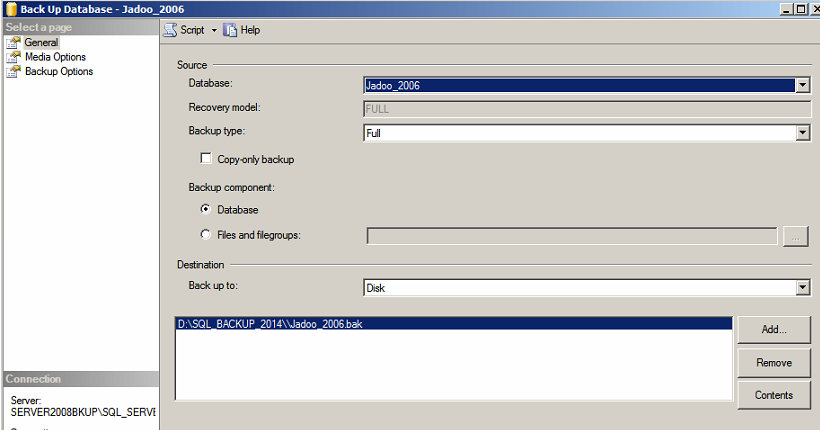 Back Up Database - Jadoo_2006
Select a page
General
Media Options
Backup Options
Script
Help
Source
Database:
Jadoo_2006
Recovery model:
FULL
Backup type:
Full
Copy-only backup
Backup component:
Database
Files and filegroups:
...
Destination
Back up to:
Disk
D:\SQL_BACKUP_2014\\Jadoo_2006.bak
Add...
Remove
Contents
Connection
Server:
SERVER2008BKUP\SQL_SERVE